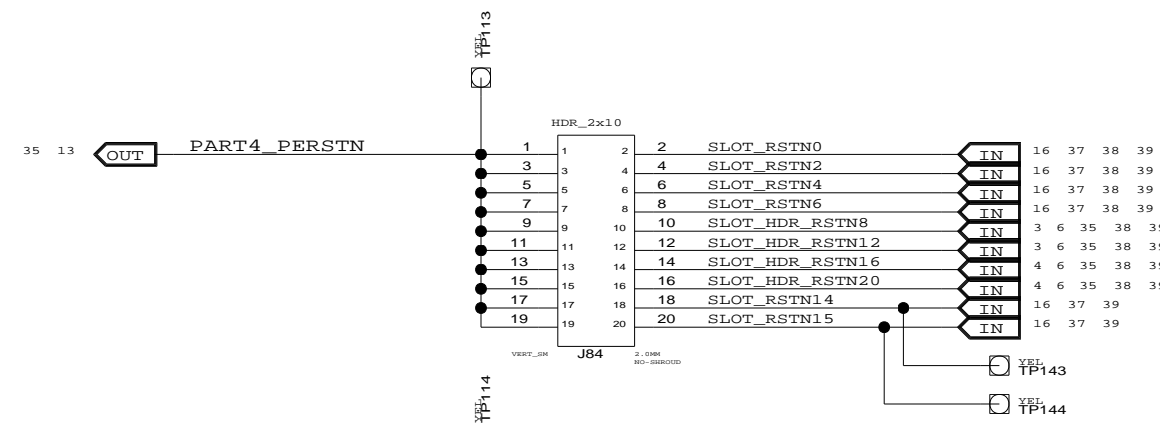 YEL
TP113
HDR_2x10
35 13 OUT PART4_PERSTN 1 1 2 2 SLOT_RSTN0 IN 16 37 38 39
3 3 4 4 SLOT_RSTN2 IN 16 37 38 39
5 5 6 6 SLOT_RSTN4 IN 16 37 38 39
7 7 8 8 SLOT_RSTN6 IN 16 37 38 39
9 9 10 10 SLOT_HDR_RSTN8 IN 3 6 35 38 39
11 11 12 12 SLOT_HDR_RSTN12 IN 3 6 35 38 39
13 13 14 14 SLOT_HDR_RSTN16 IN 4 6 35 38 39
15 15 16 16 SLOT_HDR_RSTN20 IN 4 6 35 38 39
17 17 18 18 SLOT_RSTN14 IN 16 37 39
19 19 20 20 SLOT_RSTN15 IN 16 37 39
VERT_SM J84 2.0MM
NO-SHROUD
YEL
TP143
YEL
TP114
YEL
TP144